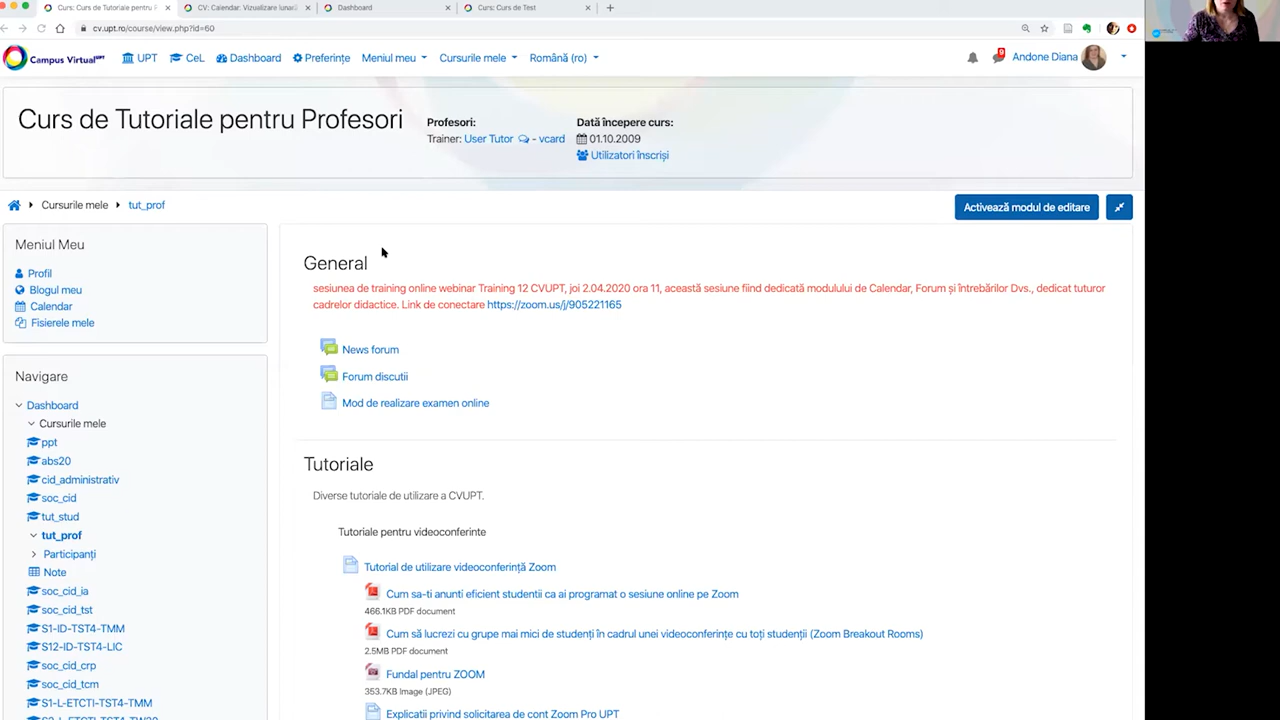 Curs: Curs de Tutoriale pentru P
CV: Calendar: Vizualizare lunar
Dashboard
Curs: Curs de Test
cv.upt.ro/course/view.php?id=60
Campus Virtual UPT
UPT
CeL
Dashboard
Preferințe
Meniul meu
Cursurile mele
Română (ro)
9
Andone Diana
Curs de Tutoriale pentru Profesori
Profesori:
Trainer: User Tutor - vcard
Dată începere curs:
01.10.2009
Utilizatori înscriși
Cursurile mele
tut_prof
Activează modul de editare
Meniul Meu
Profil
Blogul meu
Calendar
Fisierele mele
Navigare
Dashboard
Cursurile mele
ppt
abs20
cid_administrativ
soc_cid
tut_stud
tut_prof
Participanți
Note
soc_cid_ia
soc_cid_tst
S1-ID-TST4-TMM
S12-ID-TST4-LIC
soc_cid_crp
soc_cid_tcm
S1-L-ETCTI-TST4-TMM
General
sesiunea de training online webinar Training 12 CVUPT, joi 2.04.2020 ora 11, această sesiune fiind dedicată modulului de Calendar, Forum și întrebărilor Dvs., dedicat tuturor
cadrelor didactice. Link de conectare https://zoom.us/j/905221165
News forum
Forum discutii
Mod de realizare examen online
Tutoriale
Diverse tutoriale de utilizare a CVUPT.
Tutoriale pentru videoconferinte
Tutorial de utilizare videoconferință Zoom
Cum sa-ti anunti eficient studentii ca ai programat o sesiune online pe Zoom
466.1KB PDF document
Cum să lucrezi cu grupe mai mici de studenți în cadrul unei videoconferințe cu toți studenții (Zoom Breakout Rooms)
2.5MB PDF document
Fundal pentru ZOOM
353.7KB Image (JPEG)
Explicatii privind solicitarea de cont Zoom Pro UPT